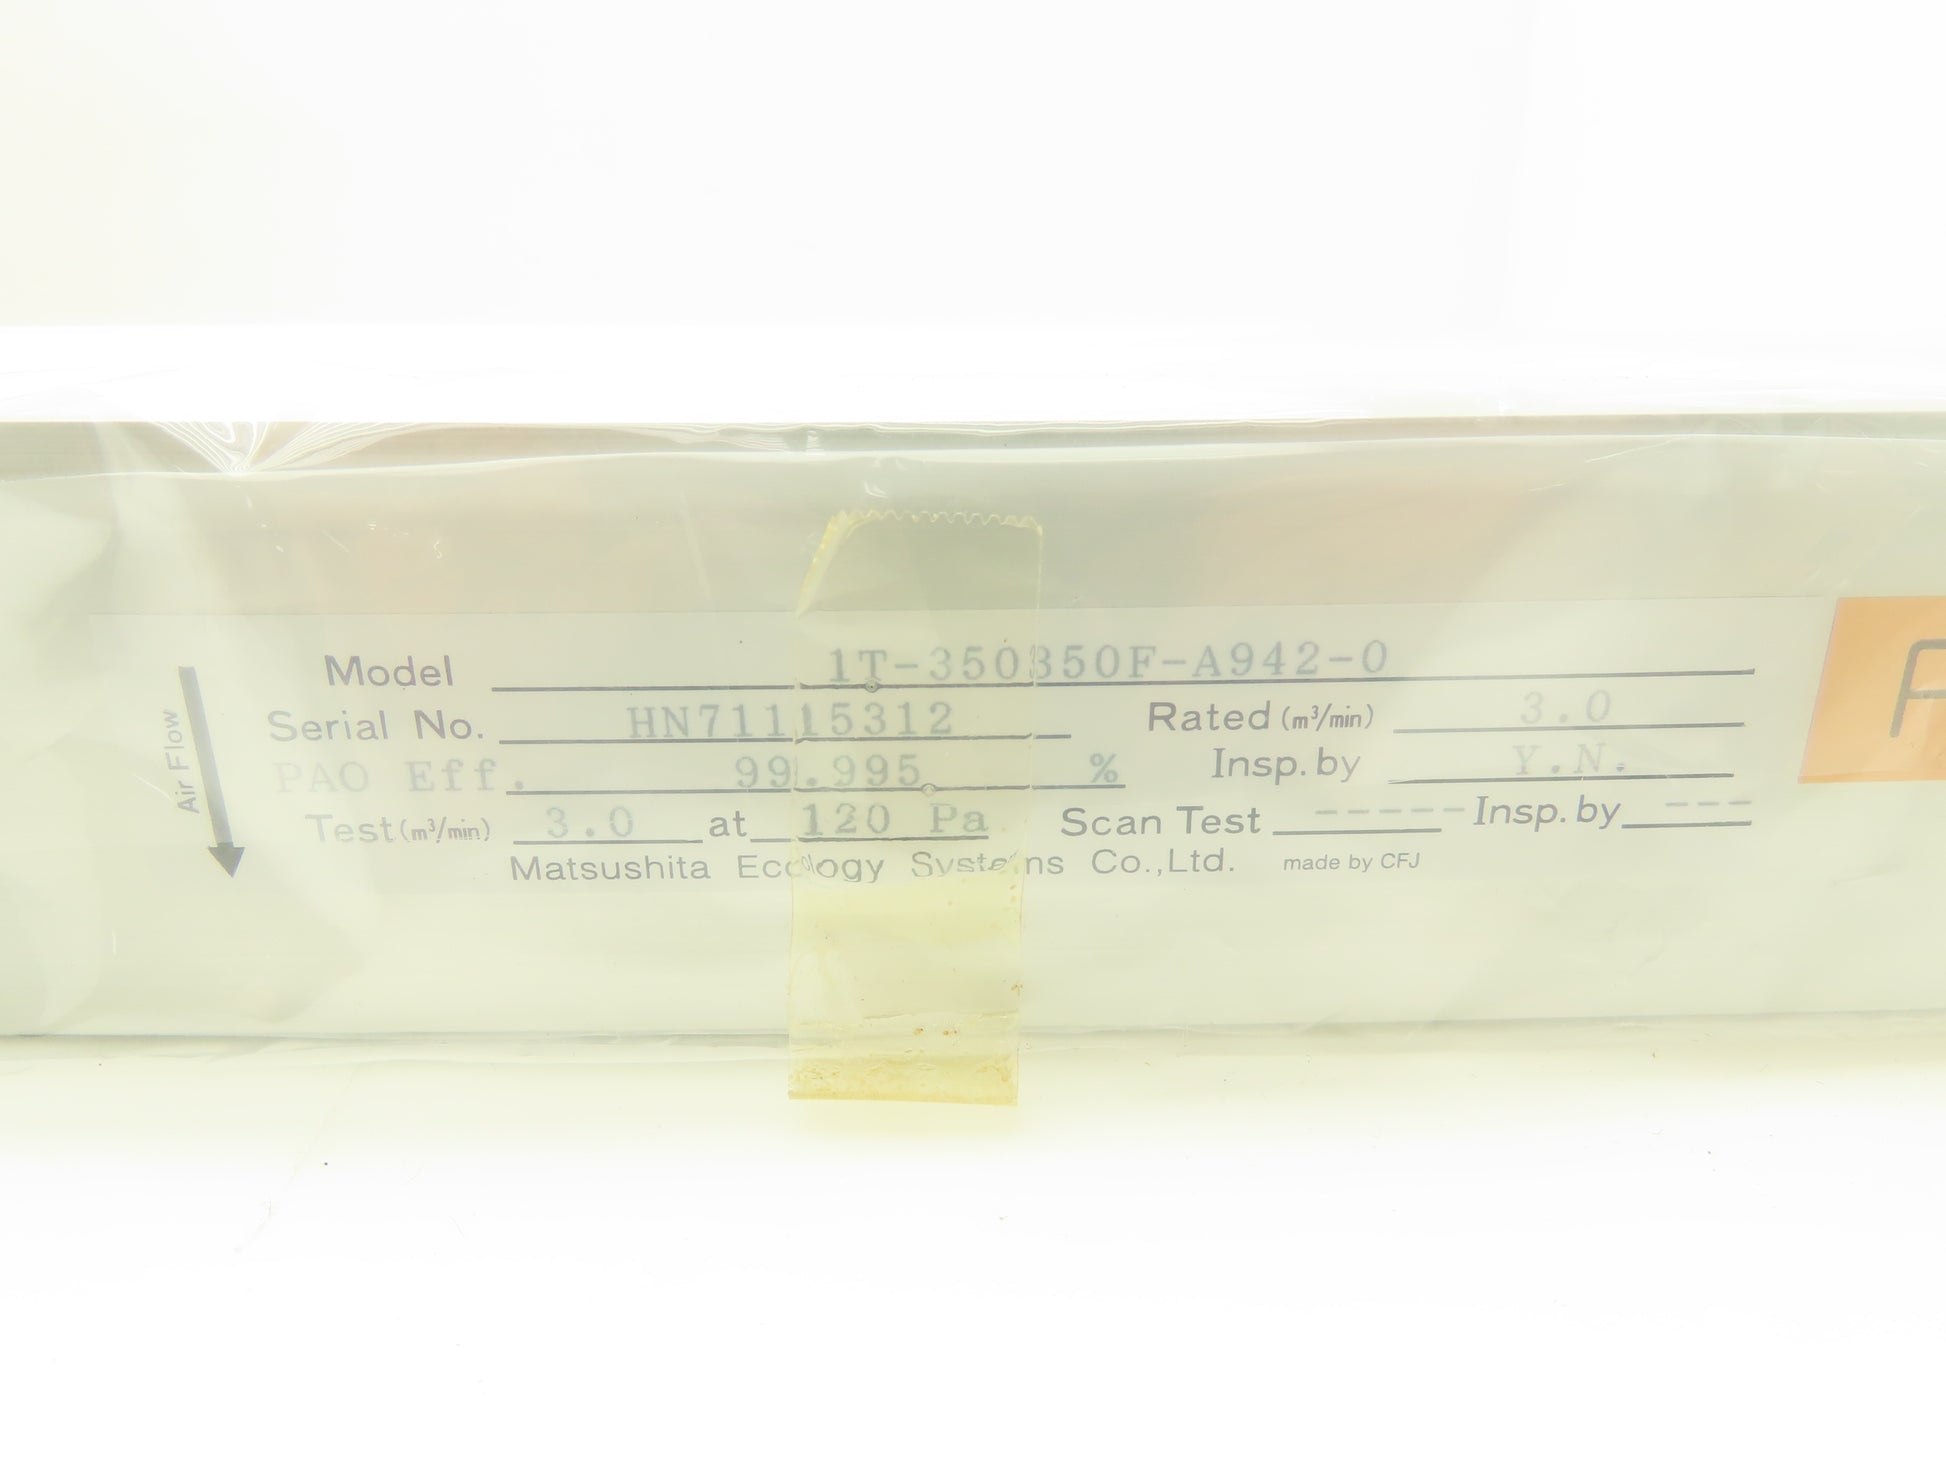 Air Flow
Model 1T-350350F-A942-0
Serial No. HN71115312 Rated (m³/min) 3.0
PAO Eff. 99.995 % Insp. by Y.N.
Test (m³/min) 3.0 at 120 Pa Scan Test ----- Insp. by ---
Matsushita Ecology Systems Co.,Ltd. made by CFJ